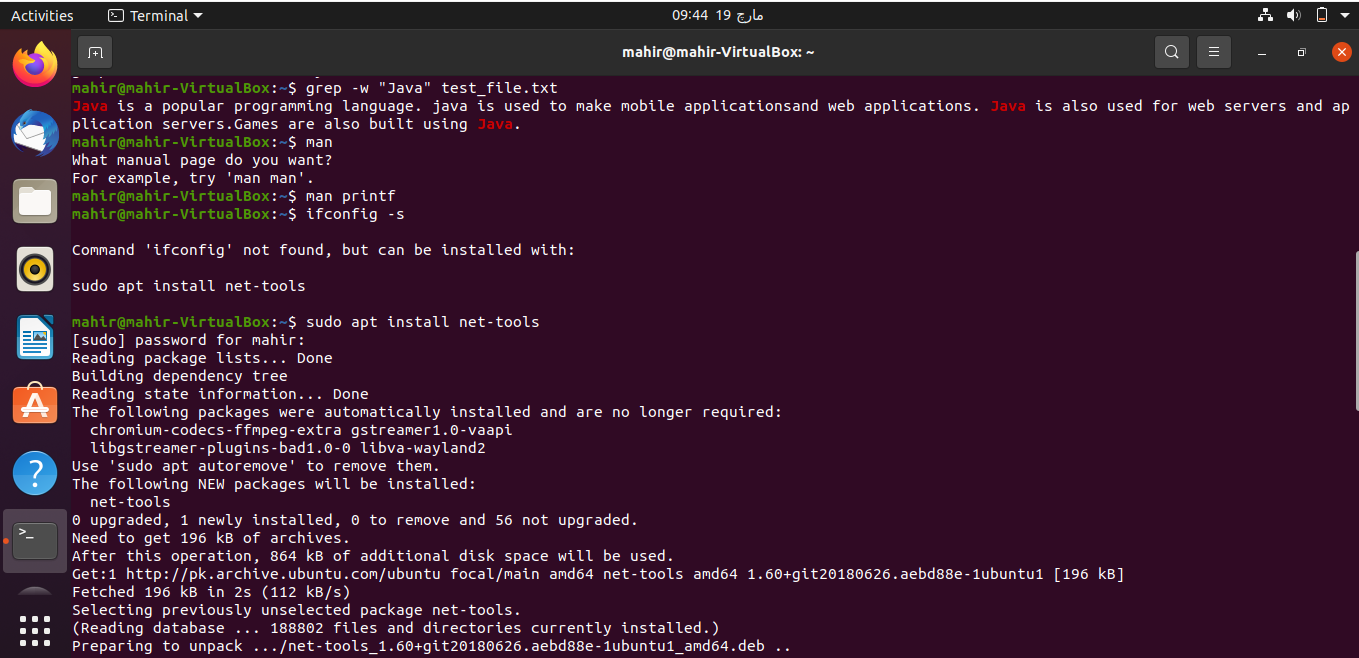 Activities Terminal 09:44 19 مارچ
mahir@mahir-VirtualBox: ~
mahir@mahir-VirtualBox:~$ grep -w "Java" test_file.txt
Java is a popular programming language. java is used to make mobile applicationsand web applications. Java is also used for web servers and ap
plication servers.Games are also built using Java.
mahir@mahir-VirtualBox:~$ man
What manual page do you want?
For example, try 'man man'.
mahir@mahir-VirtualBox:~$ man printf
mahir@mahir-VirtualBox:~$ ifconfig -s
Command 'ifconfig' not found, but can be installed with:
sudo apt install net-tools
mahir@mahir-VirtualBox:~$ sudo apt install net-tools
[sudo] password for mahir:
Reading package lists... Done
Building dependency tree
Reading state information... Done
The following packages were automatically installed and are no longer required:
  chromium-codecs-ffmpeg-extra gstreamer1.0-vaapi
  libgstreamer-plugins-bad1.0-0 libva-wayland2
Use 'sudo apt autoremove' to remove them.
The following NEW packages will be installed:
  net-tools
0 upgraded, 1 newly installed, 0 to remove and 56 not upgraded.
Need to get 196 kB of archives.
After this operation, 864 kB of additional disk space will be used.
Get:1 http://pk.archive.ubuntu.com/ubuntu focal/main amd64 net-tools amd64 1.60+git20180626.aebd88e-1ubuntu1 [196 kB]
Fetched 196 kB in 2s (112 kB/s)
Selecting previously unselected package net-tools.
(Reading database ... 188802 files and directories currently installed.)
Preparing to unpack .../net-tools_1.60+git20180626.aebd88e-1ubuntu1_amd64.deb ..